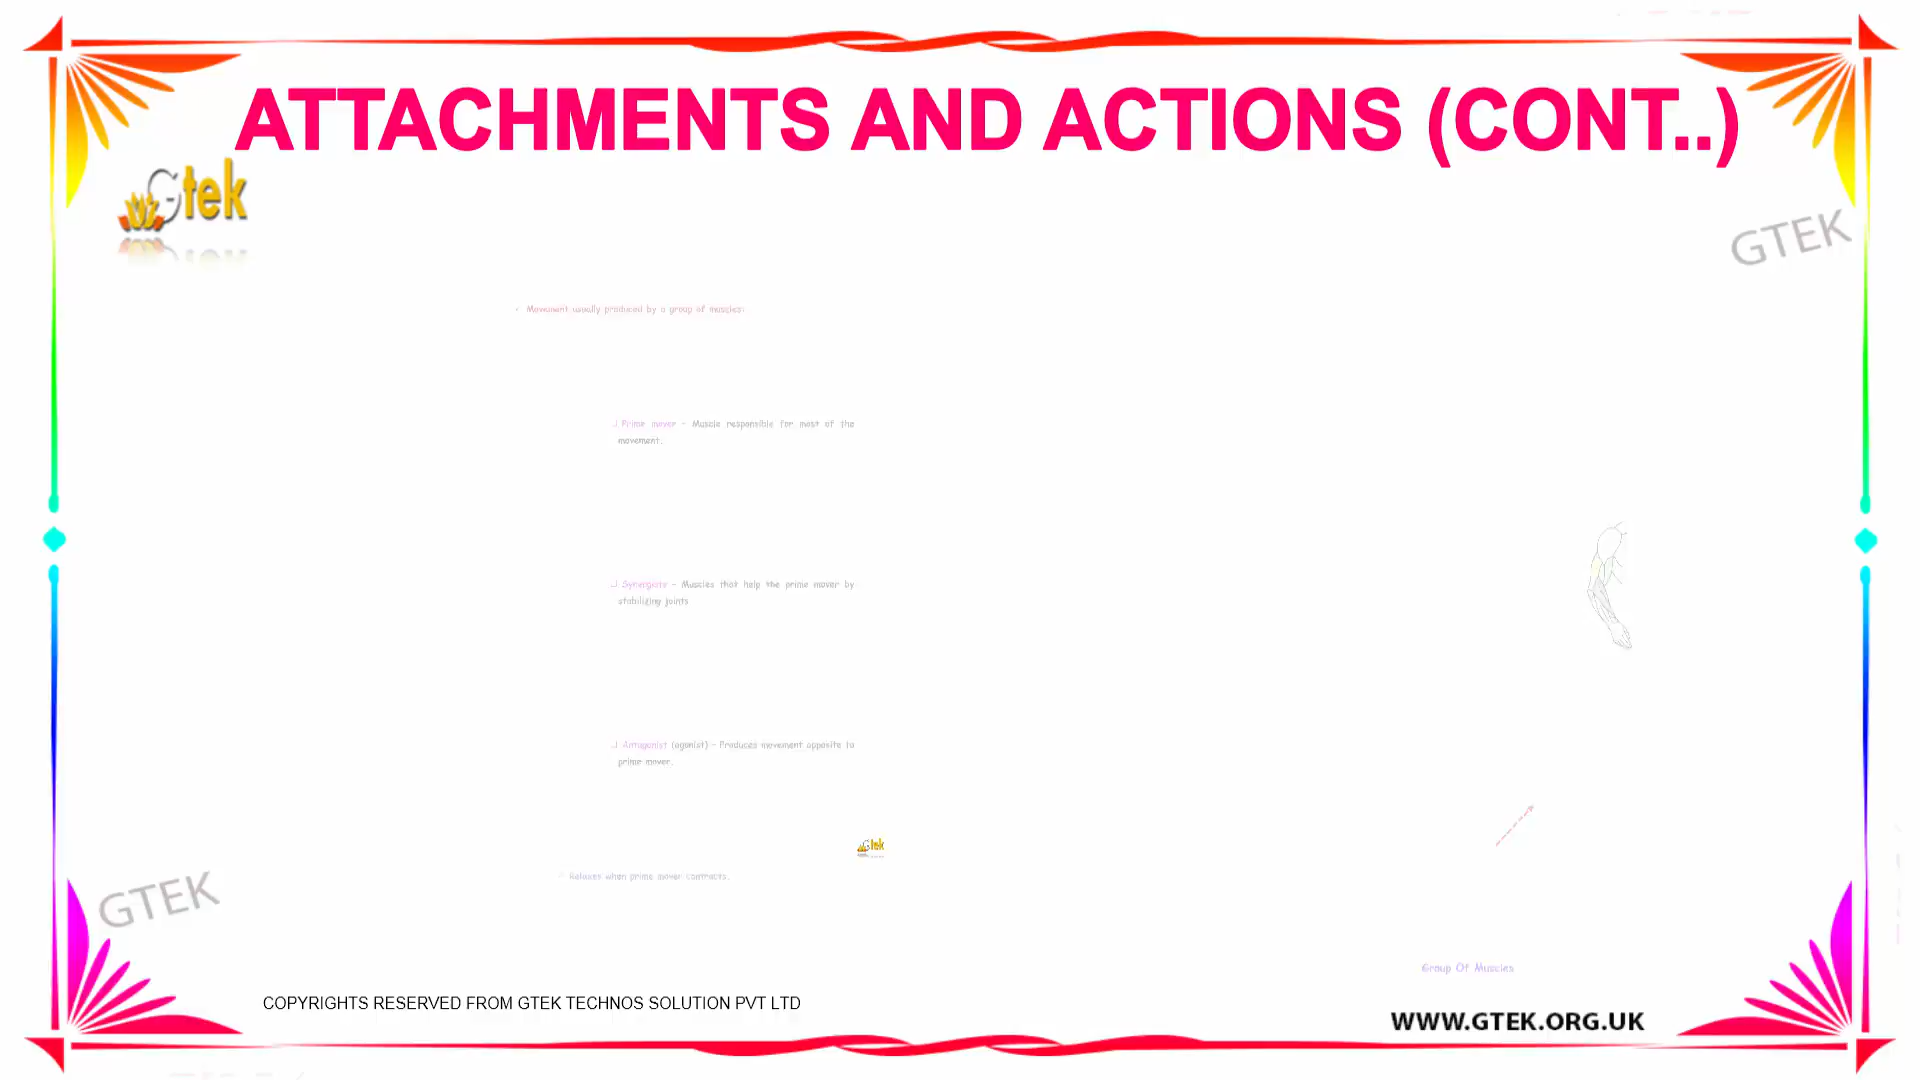 ATTACHMENTS AND ACTIONS (CONT..)
Gtek
GTEK
• Movement usually produced by a group of muscles:
Prime mover – Muscle responsible for most of the
movement.
Synergists – Muscles that help the prime mover by
stabilizing joints
Antagonist (agonist) – Produces movement opposite to
prime mover.
Gtek
Relaxes when prime mover contracts.
GTEK
Group Of Muscles
COPYRIGHTS RESERVED FROM GTEK TECHNOS SOLUTION PVT LTD
WWW.GTEK.ORG.UK